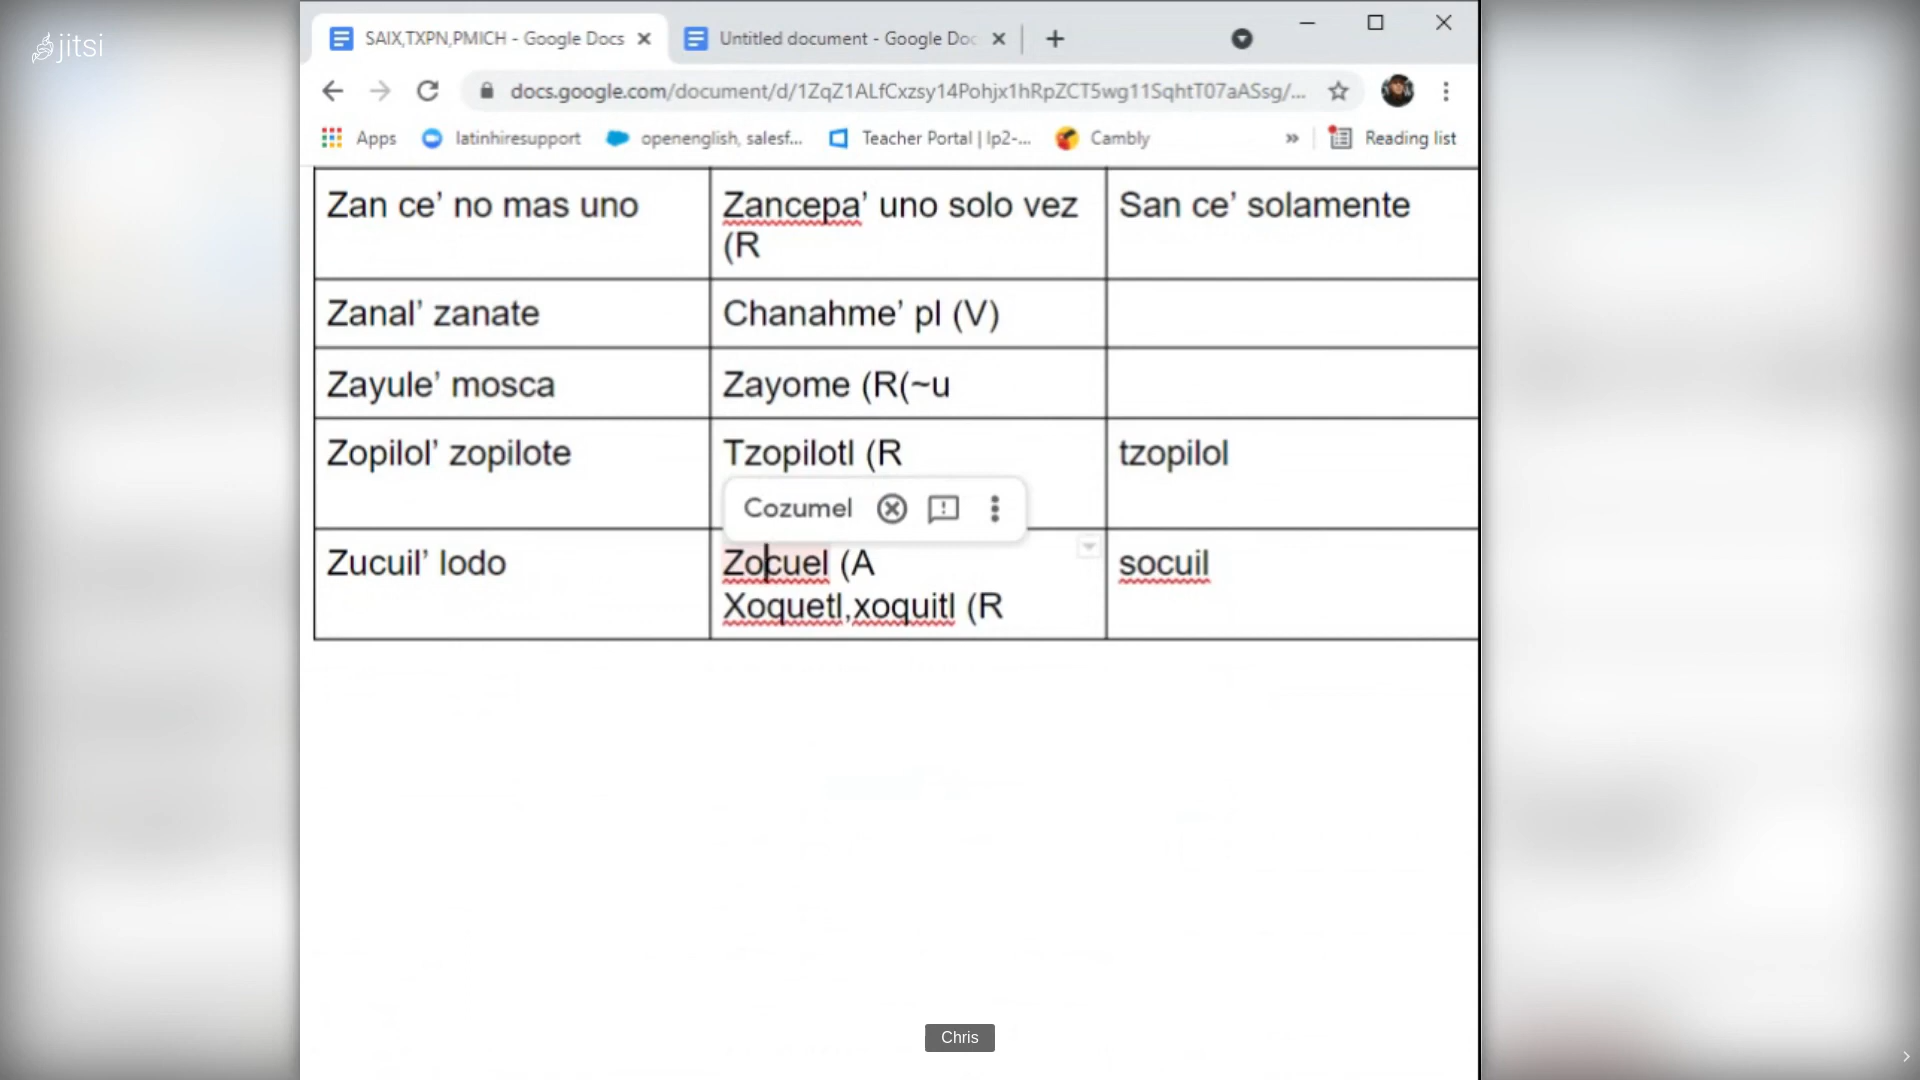 jitsi
SAIX,TXPN,PMICH - Google Docs
Untitled document - Google Doc
docs.google.com/document/d/1ZqZ1ALfCxzsy14Pohjx1hRpZCT5wg11SqhtT07aASsg/...
Apps latinhiresupport openenglish, salesf... Teacher Portal | lp2-... Cambly » Reading list
Zan ce’ no mas uno
Zancepa’ uno solo vez
(R
San ce’ solamente
Zanal’ zanate
Chanahme’ pl (V)
Zayule’ mosca
Zayome (R(~u
Zopilol’ zopilote
Tzopilotl (R
tzopilol
Cozumel
Zucuil’ lodo
Zocuel (A
Xoquetl,xoquitl (R
socuil
Chris